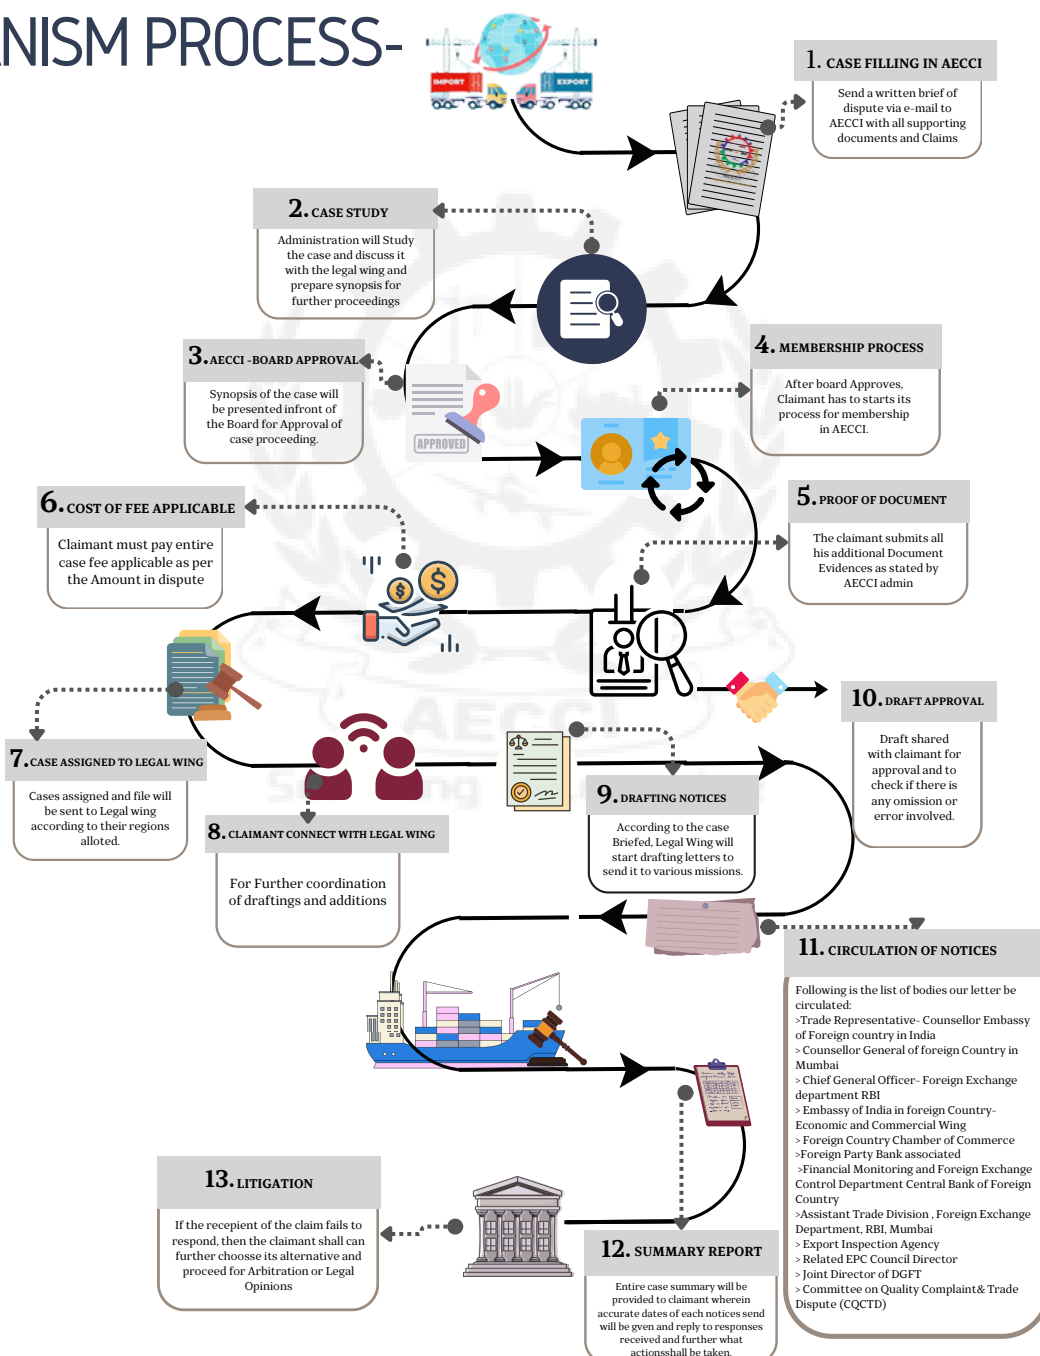 ANISM PROCESS-
IMPORT
EXPORT
1. CASE FILLING IN AECCI
Send a written brief of
dispute via e-mail to
AECCI with all supporting
documents and Claims
2. CASE STUDY
Administration will Study
the case and discuss it
with the legal wing and
prepare synopsis for
further proceedings
3. AECCI -BOARD APPROVAL
Synopsis of the case will
be presented infront of
the Board for Approval of
case proceeding.
APPROVED
4. MEMBERSHIP PROCESS
After board Approves,
Claimant has to starts its
process for membership
in AECCI.
5. PROOF OF DOCUMENT
The claimant submits all
his additional Document
Evidences as stated by
AECCI admin
6. COST OF FEE APPLICABLE
Claimant must pay entire
case fee applicable as per
the Amount in dispute
7. CASE ASSIGNED TO LEGAL WING
Cases assigned and file will
be sent to Legal wing
according to their regions
alloted.
8. CLAIMANT CONNECT WITH LEGAL WING
For Further coordination
of draftings and additions
9. DRAFTING NOTICES
According to the case
Briefed, Legal Wing will
start drafting letters to
send it to various missions.
10. DRAFT APPROVAL
Draft shared
with claimant for
approval and to
check if there is
any omission or
error involved.
AECCI
11. CIRCULATION OF NOTICES
Following is the list of bodies our letter be
circulated:
>Trade Representative- Counsellor Embassy
of Foreign country in India
> Counsellor General of foreign Country in
Mumbai
> Chief General Officer- Foreign Exchange
department RBI
> Embassy of India in foreign Country-
Economic and Commercial Wing
> Foreign Country Chamber of Commerce
>Foreign Party Bank associated
>Financial Monitoring and Foreign Exchange
Control Department Central Bank of Foreign
Country
>Assistant Trade Division , Foreign Exchange
Department, RBI, Mumbai
> Export Inspection Agency
> Related EPC Council Director
> Joint Director of DGFT
> Committee on Quality Complaint& Trade
Dispute (CQCTD)
12. SUMMARY REPORT
Entire case summary will be
provided to claimant wherein
accurate dates of each notices send
will be gven and reply to responses
received and further what
actionsshall be taken.
13. LITIGATION
If the recepient of the claim fails to
respond, then the claimant shall can
further choosse its alternative and
proceed for Arbitration or Legal
Opinions